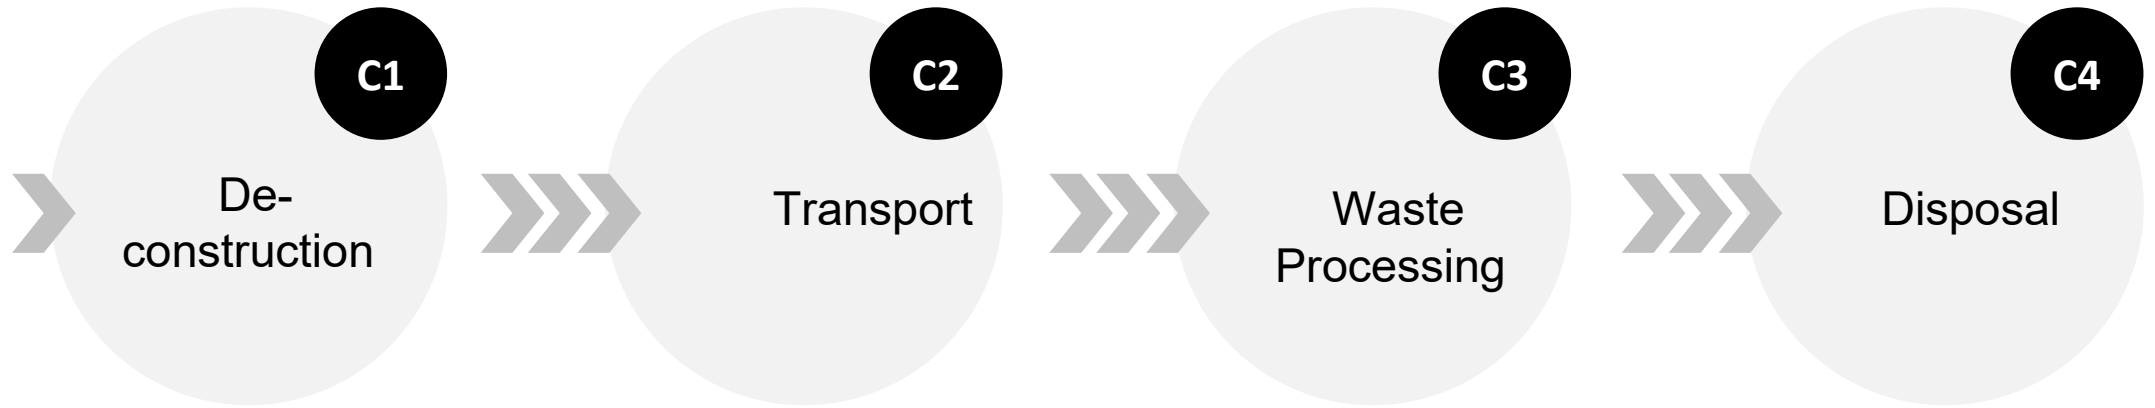 C1
De-
construction
C2
Transport
C3
Waste
Processing
C4
Disposal